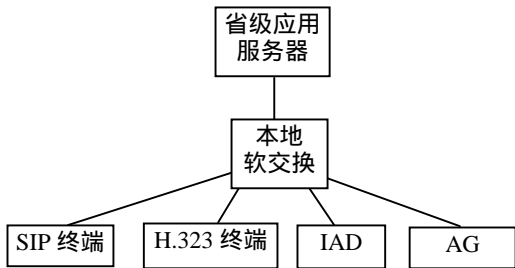 省级应用
服务器
本地
软交换
SIP 终端
H.323 终端
IAD
AG